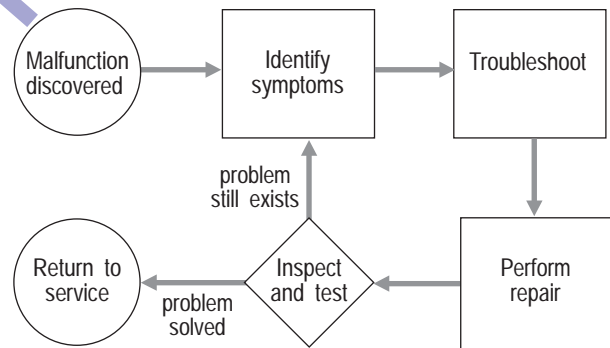 Malfunction
discovered
Identify
symptoms
Troubleshoot
problem
still exists
Return to
service
problem
solved
Inspect
and test
Perform
repair